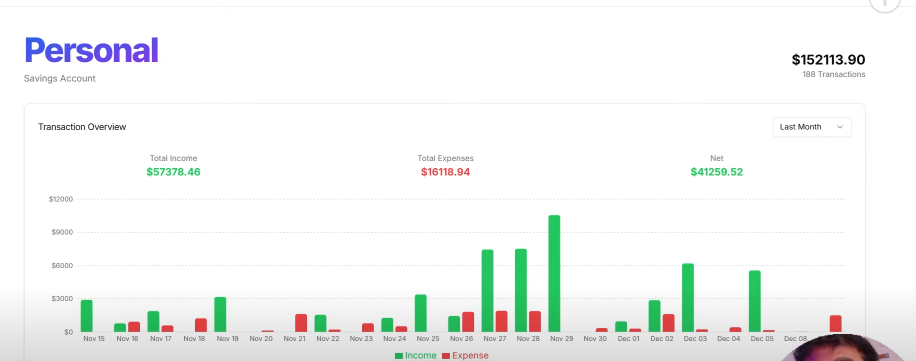 Personal
$152113.90
Savings Account
188 Transactions
Transaction Overview
Last Month
Total Income
Total Expenses
Net
$57378.46
$16118.94
$41259.52
$12000
$9000
$6000
$3000
$0
Nov 15 Nov 16 Nov 17 Nov 18 Nov 19 Nov 20 Nov 21 Nov 22 Nov 23 Nov 24 Nov 25 Nov 26 Nov 27 Nov 28 Nov 29 Nov 30 Dec 01 Dec 02 Dec 03 Dec 04 Dec 05 Dec 08
Income Expense